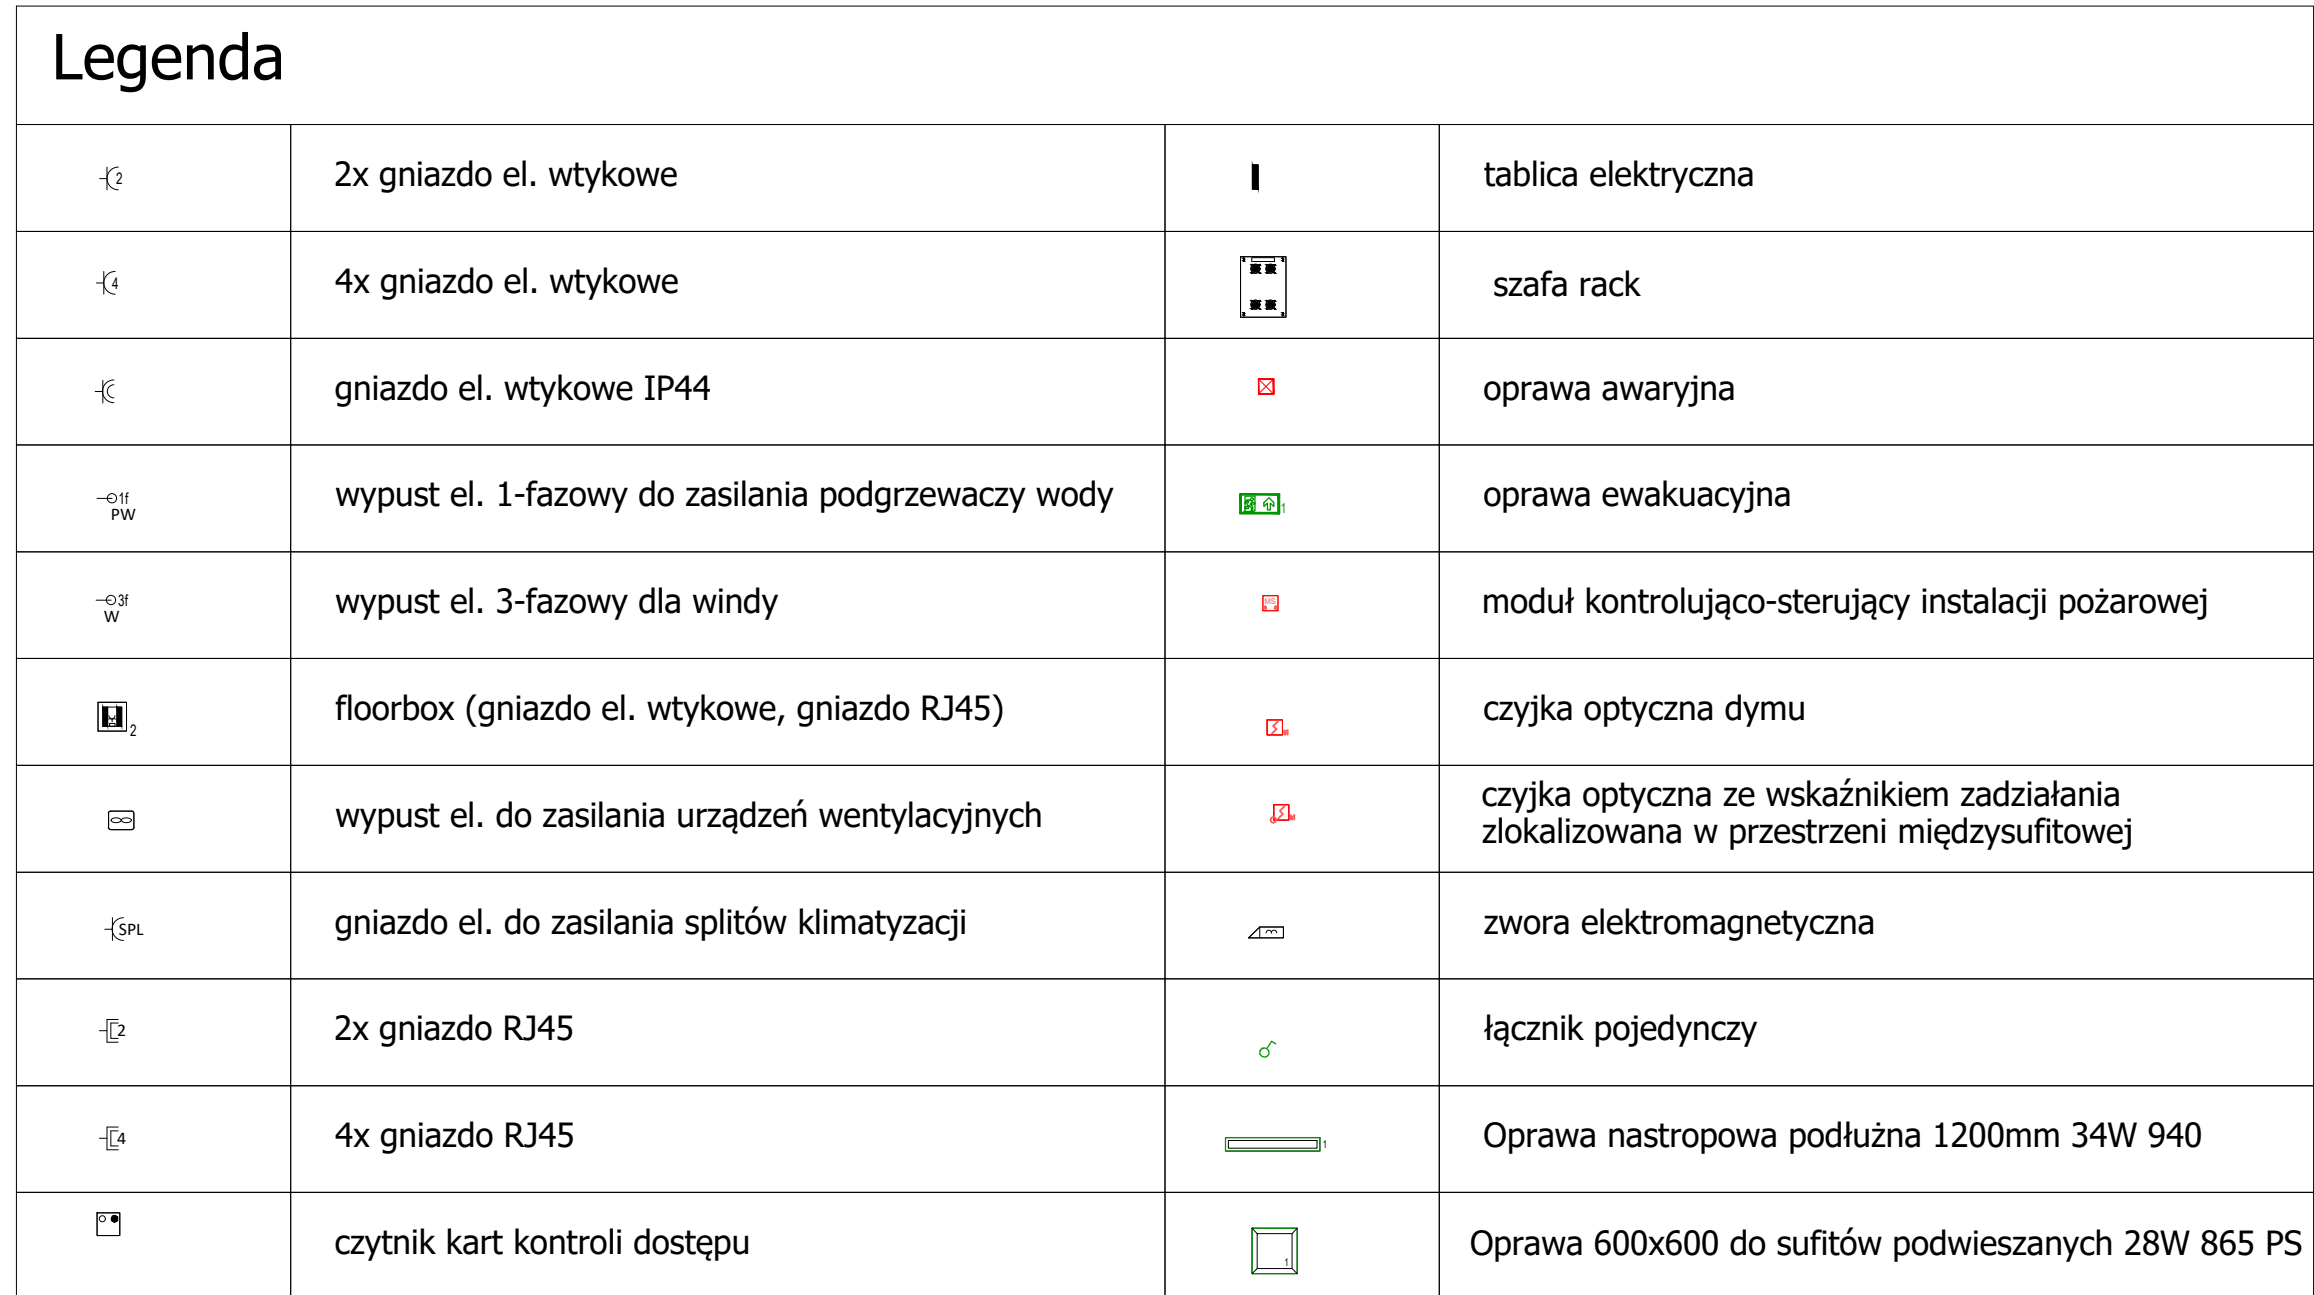 Legenda
2 2x gniazdo el. wtykowe tablica elektryczna
4 4x gniazdo el. wtykowe szafa rack
gniazdo el. wtykowe IP44 oprawa awaryjna
1f PW wypust el. 1-fazowy do zasilania podgrzewaczy wody 1 oprawa ewakuacyjna
3f W wypust el. 3-fazowy dla windy MS moduł kontrolująco-sterujący instalacji pożarowej
2 floorbox (gniazdo el. wtykowe, gniazdo RJ45) M czyjka optyczna dymu
wypust el. do zasilania urządzeń wentylacyjnych M czyjka optyczna ze wskaźnikiem zadziałania
zlokalizowana w przestrzeni międzysufitowej
SPL gniazdo el. do zasilania splitów klimatyzacji zwora elektromagnetyczna
2 2x gniazdo RJ45 łącznik pojedynczy
4 4x gniazdo RJ45 1 Oprawa nastropowa podłużna 1200mm 34W 940
czytnik kart kontroli dostępu 1 Oprawa 600x600 do sufitów podwieszanych 28W 865 PS